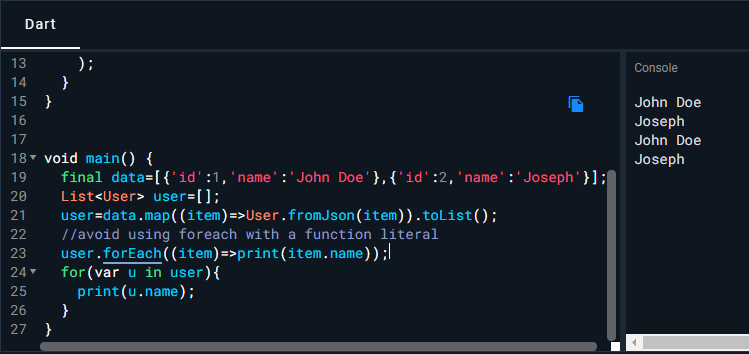 Dart
13 );
14 }
15 }
16
17
18 void main() {
19 final data=[{'id':1,'name':'John Doe'},{'id':2,'name':'Joseph'}];
20 List<User> user=[];
21 user=data.map((item)=>User.fromJson(item)).toList();
22 //avoid using foreach with a function literal
23 user.forEach((item)=>print(item.name));
24 for(var u in user){
25 print(u.name);
26 }
27 }
Console
John Doe
Joseph
John Doe
Joseph